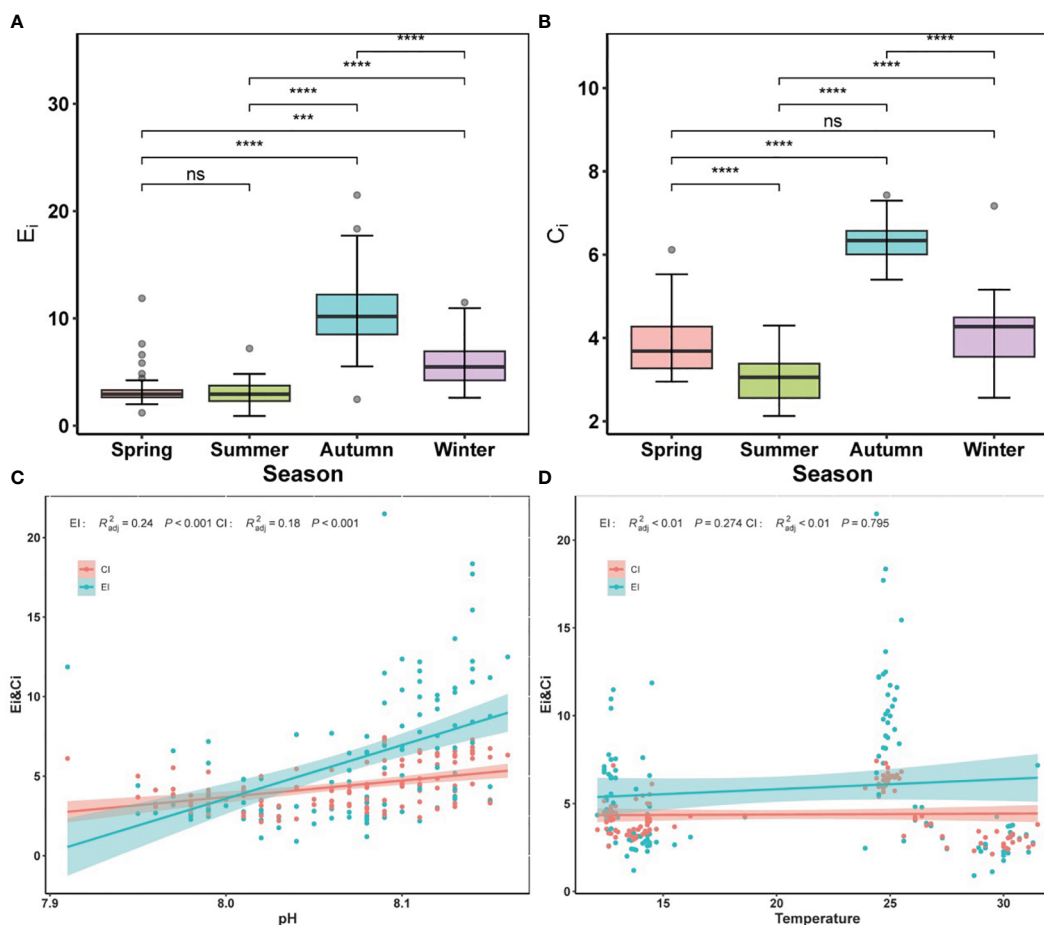 A
****
****
****
***
****
ns
30
20
10
0
Ei
Spring Summer Autumn Winter
Season
B
****
****
****
ns
****
****
10
8
6
4
2
Ci
Spring Summer Autumn Winter
Season
C
EI : R²adj = 0.24 P < 0.001 CI : R²adj = 0.18 P < 0.001
CI
EI
20
15
10
5
0
Ei&Ci
7.9 8.0 8.1
pH
D
EI : R²adj < 0.01 P = 0.274 CI : R²adj < 0.01 P = 0.795
CI
EI
20
15
10
5
0
Ei&Ci
15 20 25 30
Temperature